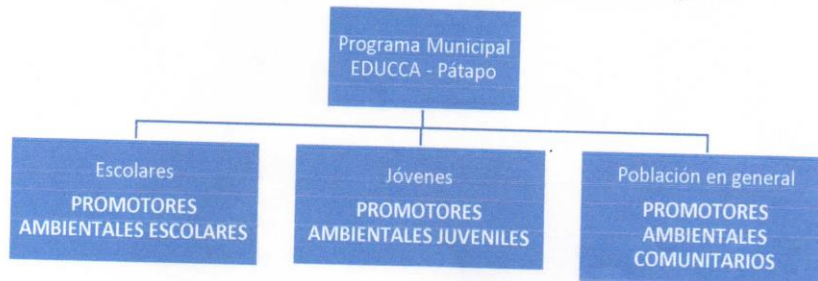 Programa Municipal
EDUCCA - Pátapo
Escolares
PROMOTORES
AMBIENTALES ESCOLARES
Jóvenes
PROMOTORES
AMBIENTALES JUVENILES
Población en general
PROMOTORES
AMBIENTALES
COMUNITARIOS